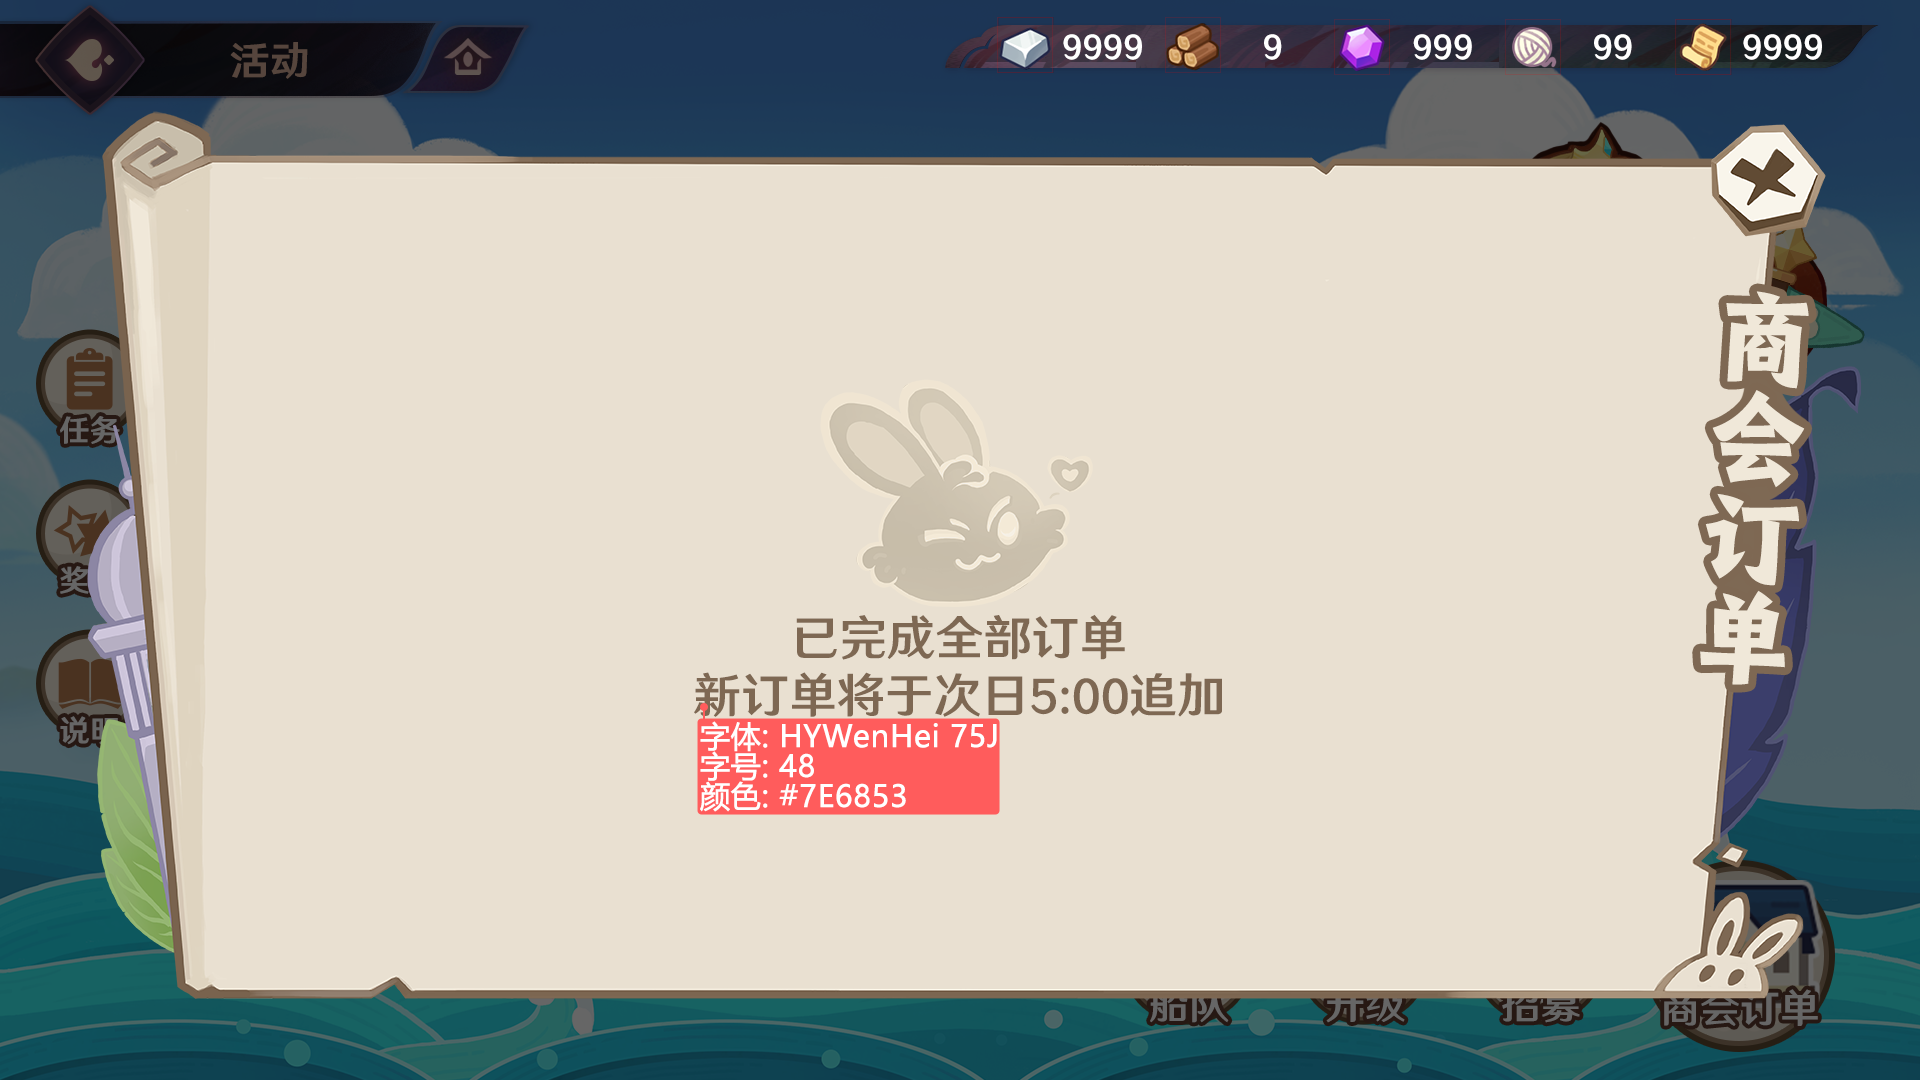 活动
9999
9
999
99
9999
任务
奖
说明
商会订单
已完成全部订单
新订单将于次日5:00追加
字体: HYWenHei 75J
字号: 48
颜色: #7E6853
船队
升级
招募
商会订单